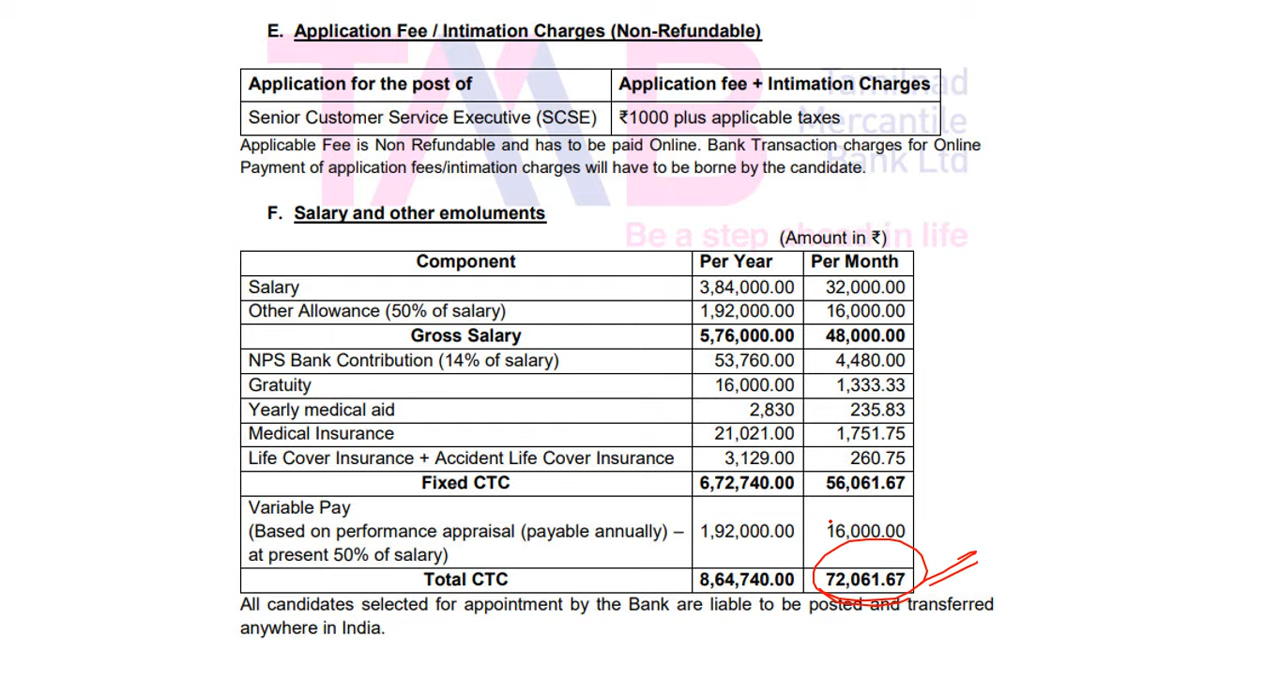 E. Application Fee / Intimation Charges (Non-Refundable)
Application for the post of Application fee + Intimation Charges
Senior Customer Service Executive (SCSE) ₹1000 plus applicable taxes
Applicable Fee is Non Refundable and has to be paid Online. Bank Transaction charges for Online
Payment of application fees/intimation charges will have to be borne by the candidate.
TMB
Tamilnad
Mercantile
Bank Ltd
Be a step ahead in life
F. Salary and other emoluments
(Amount in ₹)
Component Per Year Per Month
Salary 3,84,000.00 32,000.00
Other Allowance (50% of salary) 1,92,000.00 16,000.00
Gross Salary 5,76,000.00 48,000.00
NPS Bank Contribution (14% of salary) 53,760.00 4,480.00
Gratuity 16,000.00 1,333.33
Yearly medical aid 2,830 235.83
Medical Insurance 21,021.00 1,751.75
Life Cover Insurance + Accident Life Cover Insurance 3,129.00 260.75
Fixed CTC 6,72,740.00 56,061.67
Variable Pay
(Based on performance appraisal (payable annually) – 1,92,000.00 16,000.00
at present 50% of salary)
Total CTC 8,64,740.00 72,061.67
All candidates selected for appointment by the Bank are liable to be posted and transferred
anywhere in India.